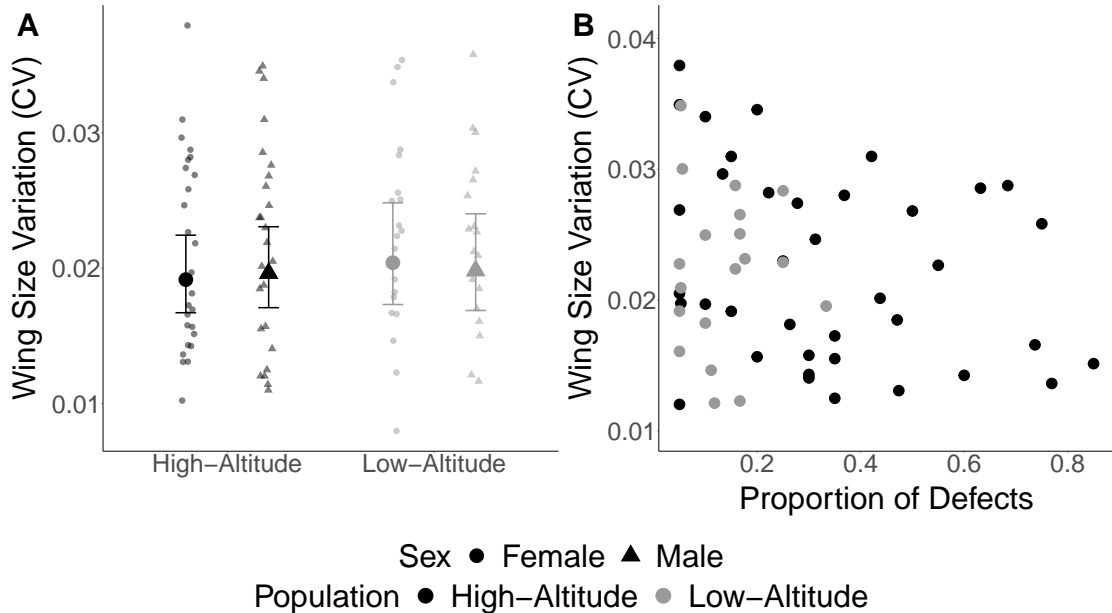 A
Wing Size Variation (CV)
0.03
0.02
0.01
High−Altitude Low−Altitude
B
Wing Size Variation (CV)
0.04
0.03
0.02
0.01
0.2 0.4 0.6 0.8
Proportion of Defects
Sex Female Male
Population High−Altitude Low−Altitude